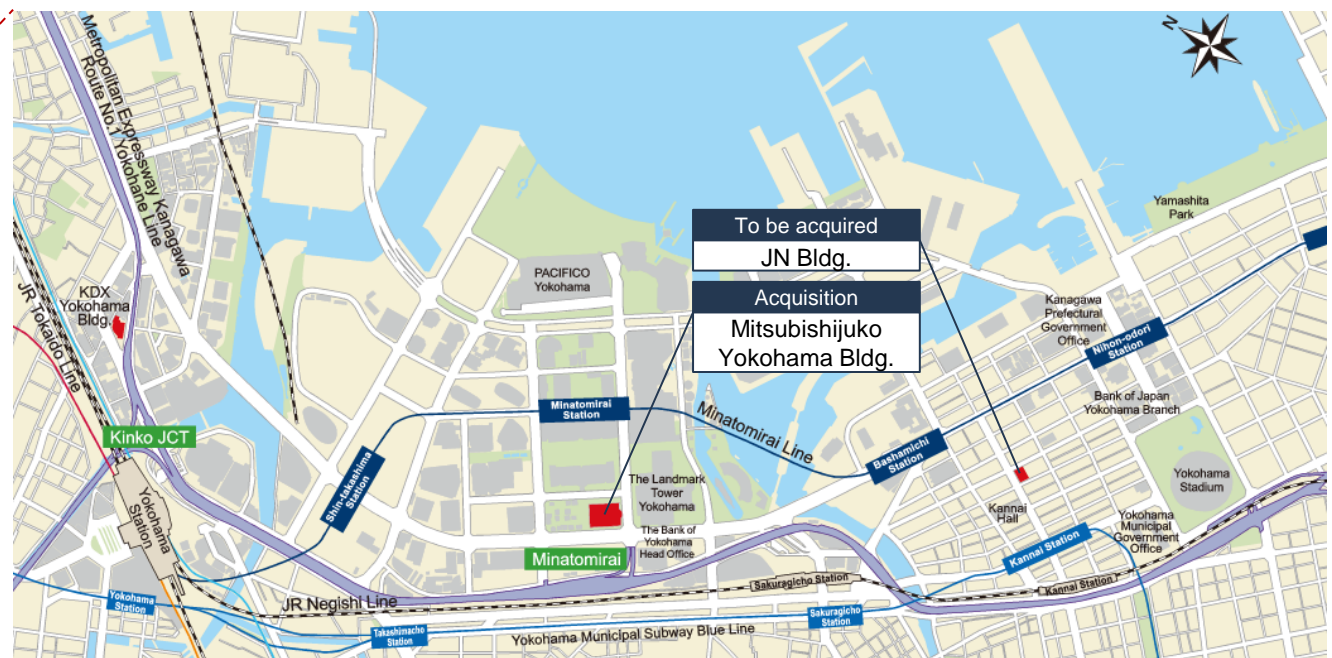 N
Metropolitan Expressway Kanagawa
Route No.1 Yokohane Line
JR Tokaido Line
KDX
Yokohama
Bldg.
Kinko JCT
Yokohama
Station
Yokohama
Station
Shin-takashima
Station
PACIFICO
Yokohama
Minatomirai
Station
Minatomirai Line
To be acquired
JN Bldg.
Acquisition
Mitsubishijuko
Yokohama Bldg.
The Landmark
Tower
Yokohama
The Bank of
Yokohama
Head Office
Minatomirai
JR Negishi Line
Takashimacho
Station
Yokohama Municipal Subway Blue Line
Sakuragicho Station
Sakuragicho
Station
Bashamichi
Station
Yamashita
Park
Kanagawa
Prefectural
Government
Office
Nihon-odori
Station
Bank of Japan
Yokohama Branch
Yokohama
Stadium
Kannai
Hall
Yokohama
Municipal
Government
Office
Kannai Station
Kannai Station